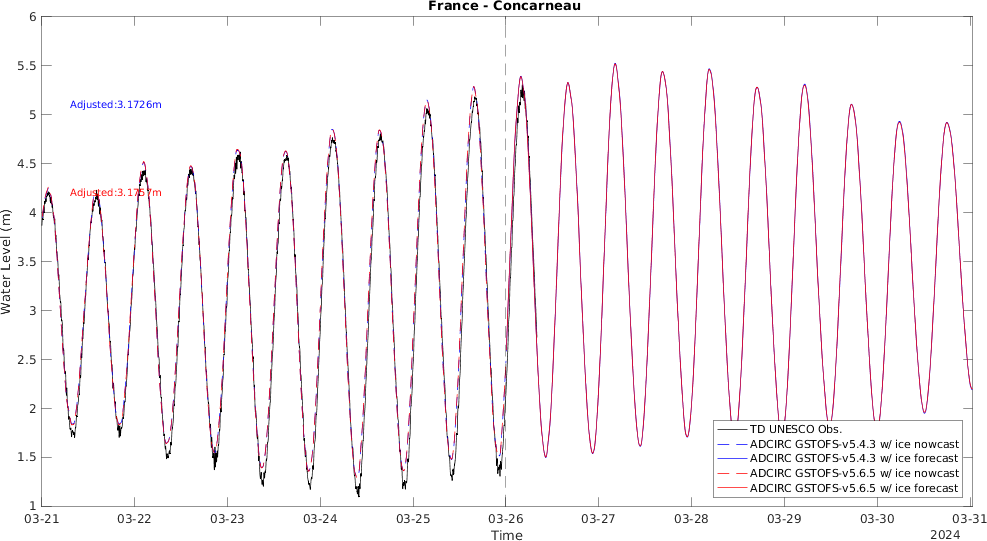 France - Concarneau
6
5.5
5
4.5
4
3.5
3
2.5
2
1.5
1
Water Level (m)
Adjusted:3.1726m
Adjusted:3.1757m
TD UNESCO Obs.
ADCIRC GSTOFS-v5.4.3 w/ ice nowcast
ADCIRC GSTOFS-v5.4.3 w/ ice forecast
ADCIRC GSTOFS-v5.6.5 w/ ice nowcast
ADCIRC GSTOFS-v5.6.5 w/ ice forecast
03-21 03-22 03-23 03-24 03-25 03-26 03-27 03-28 03-29 03-30 03-31
Time
2024